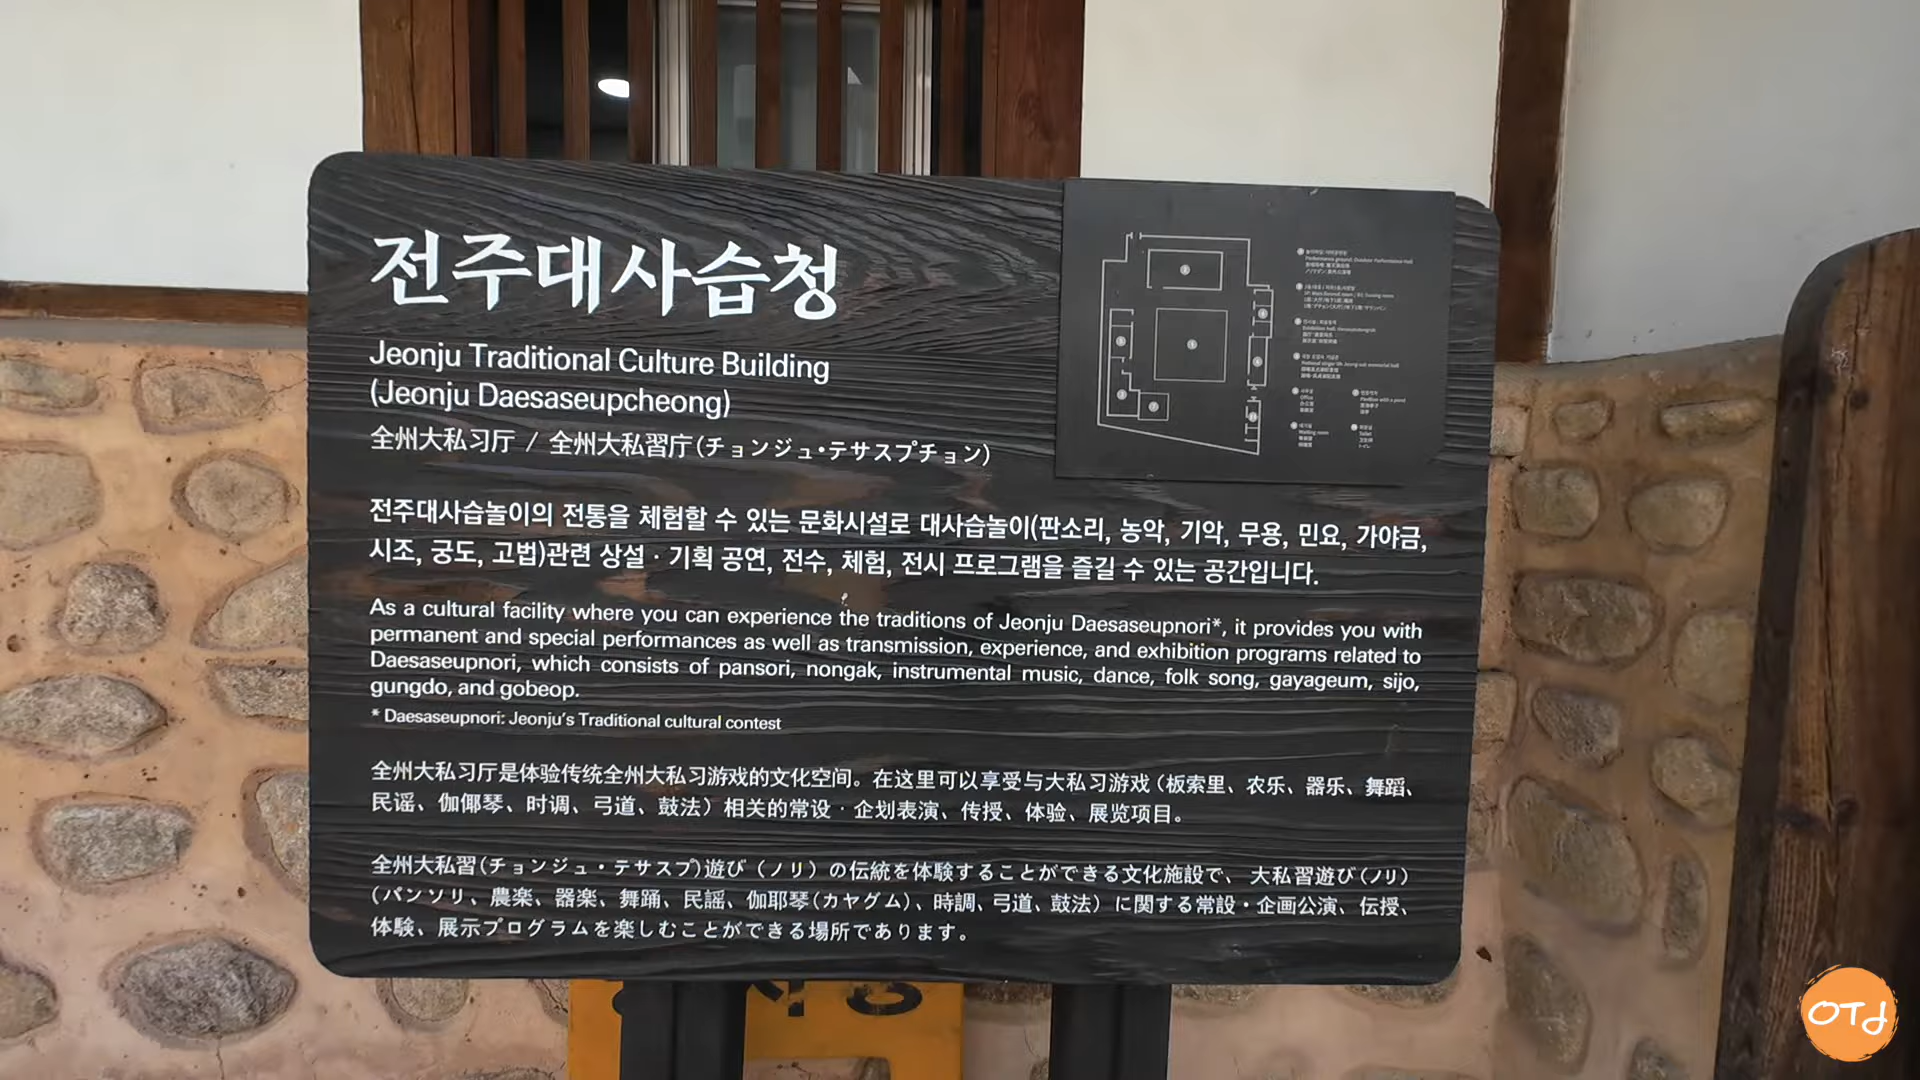 전주대사습청
Jeonju Traditional Culture Building
(Jeonju Daesaseupcheong)
全州大私习厅 / 全州大私習庁(チョンジュ・テサスプチョン)
전주대사습놀이의 전통을 체험할 수 있는 문화시설로 대사습놀이(판소리, 농악, 기악, 무용, 민요, 가야금,
시조, 궁도, 고법)관련 상설 · 기획 공연, 전수, 체험, 전시 프로그램을 즐길 수 있는 공간입니다.
As a cultural facility where you can experience the traditions of Jeonju Daesaseupnori*, it provides you with
permanent and special performances as well as transmission, experience, and exhibition programs related to
Daesaseupnori, which consists of pansori, nongak, instrumental music, dance, folk song, gayageum, sijo,
gungdo, and gobeop.
* Daesaseupnori: Jeonju's Traditional cultural contest
全州大私习厅是体验传统全州大私习游戏的文化空间。在这里可以享受与大私习游戏（板索里、农乐、器乐、舞蹈、
民谣、伽倻琴、时调、弓道、鼓法）相关的常设 · 企划表演、传授、体验、展览项目。
全州大私習(チョンジュ・テサスプ)遊び（ノリ）の伝統を体験することができる文化施設で、大私習遊び(ノリ)
（パンソリ、農楽、器楽、舞踊、民謡、伽耶琴(カヤグム)、時調、弓道、鼓法）に関する常設・企画公演、伝授、
体験、展示プログラムを楽しむことができる場所であります。
Office
Waiting room
Toilet
OTJ